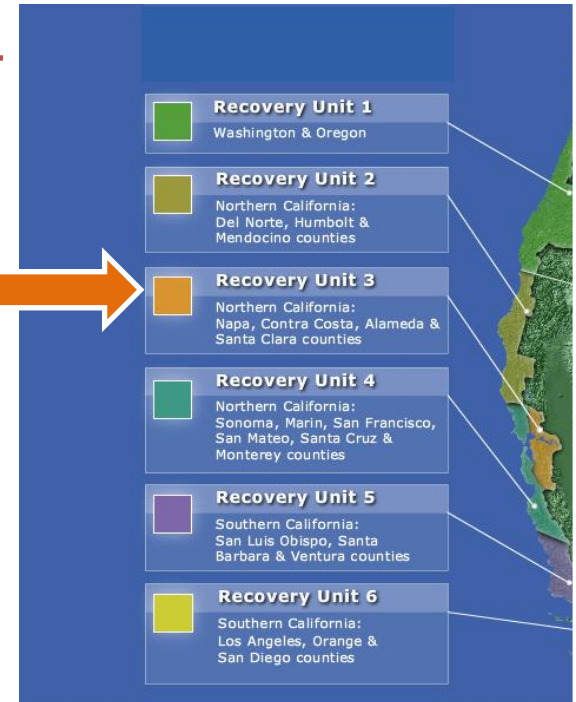 Recovery Unit 1
Washington & Oregon
Recovery Unit 2
Northern California:
Del Norte, Humbolt &
Mendocino counties
Recovery Unit 3
Northern California:
Napa, Contra Costa, Alameda &
Santa Clara counties
Recovery Unit 4
Northern California:
Sonoma, Marin, San Francisco,
San Mateo, Santa Cruz &
Monterey counties
Recovery Unit 5
Southern California:
San Luis Obispo, Santa
Barbara & Ventura counties
Recovery Unit 6
Southern California:
Los Angeles, Orange &
San Diego counties